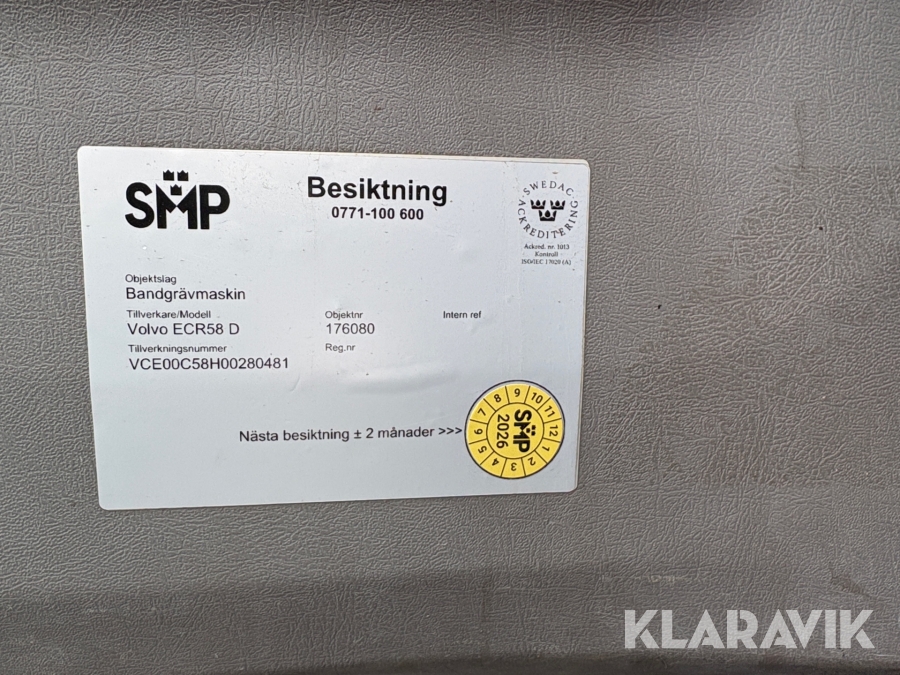 SMP
Besiktning
0771-100 600
SWEDAC ACKREDITERING
Ackred. nr. 1013
Kontroll
ISO/IEC 17020 (A)
Objektslag
Bandgrävmaskin
Tillverkare/Modell
Volvo ECR58 D
Objektnr
176080
Intern ref
Tillverkningsnummer
VCE00C58H00280481
Reg.nr
Nästa besiktning ± 2 månader >>>
1 2 3 4 5 6 7 8 9 10 11 12
SMP
2026
KLARAVIK